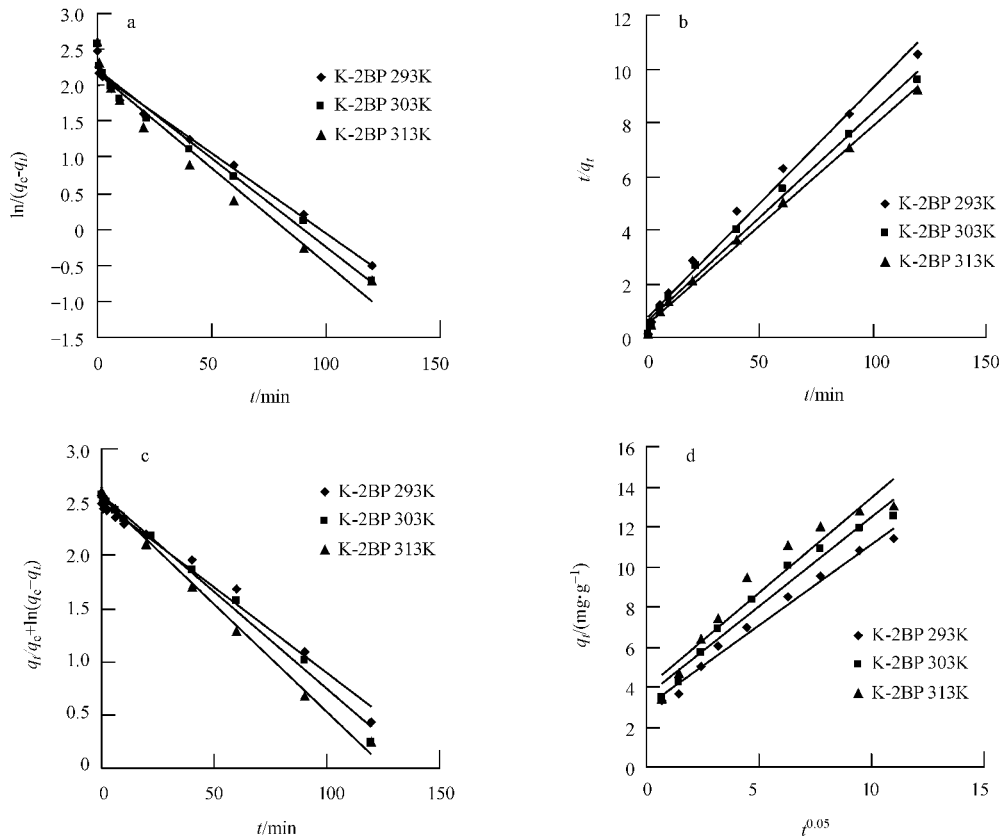 a
3.0
2.5
2.0
1.5
1.0
0.5
0
−0.5
−1.0
−1.5
ln/(qc-qt)
K-2BP 293K
K-2BP 303K
K-2BP 313K
0 50 100 150
t/min
b
12
10
8
6
4
2
0
t/qt
K-2BP 293K
K-2BP 303K
K-2BP 313K
0 50 100 150
t/min
c
3.0
2.5
2.0
1.5
1.0
0.5
0
qt/qc+ln(qc−qt)
K-2BP 293K
K-2BP 303K
K-2BP 313K
0 50 100 150
t/min
d
16
14
12
10
8
6
4
2
0
qt/(mg·g−1)
K-2BP 293K
K-2BP 303K
K-2BP 313K
0 5 10 15
t0.05